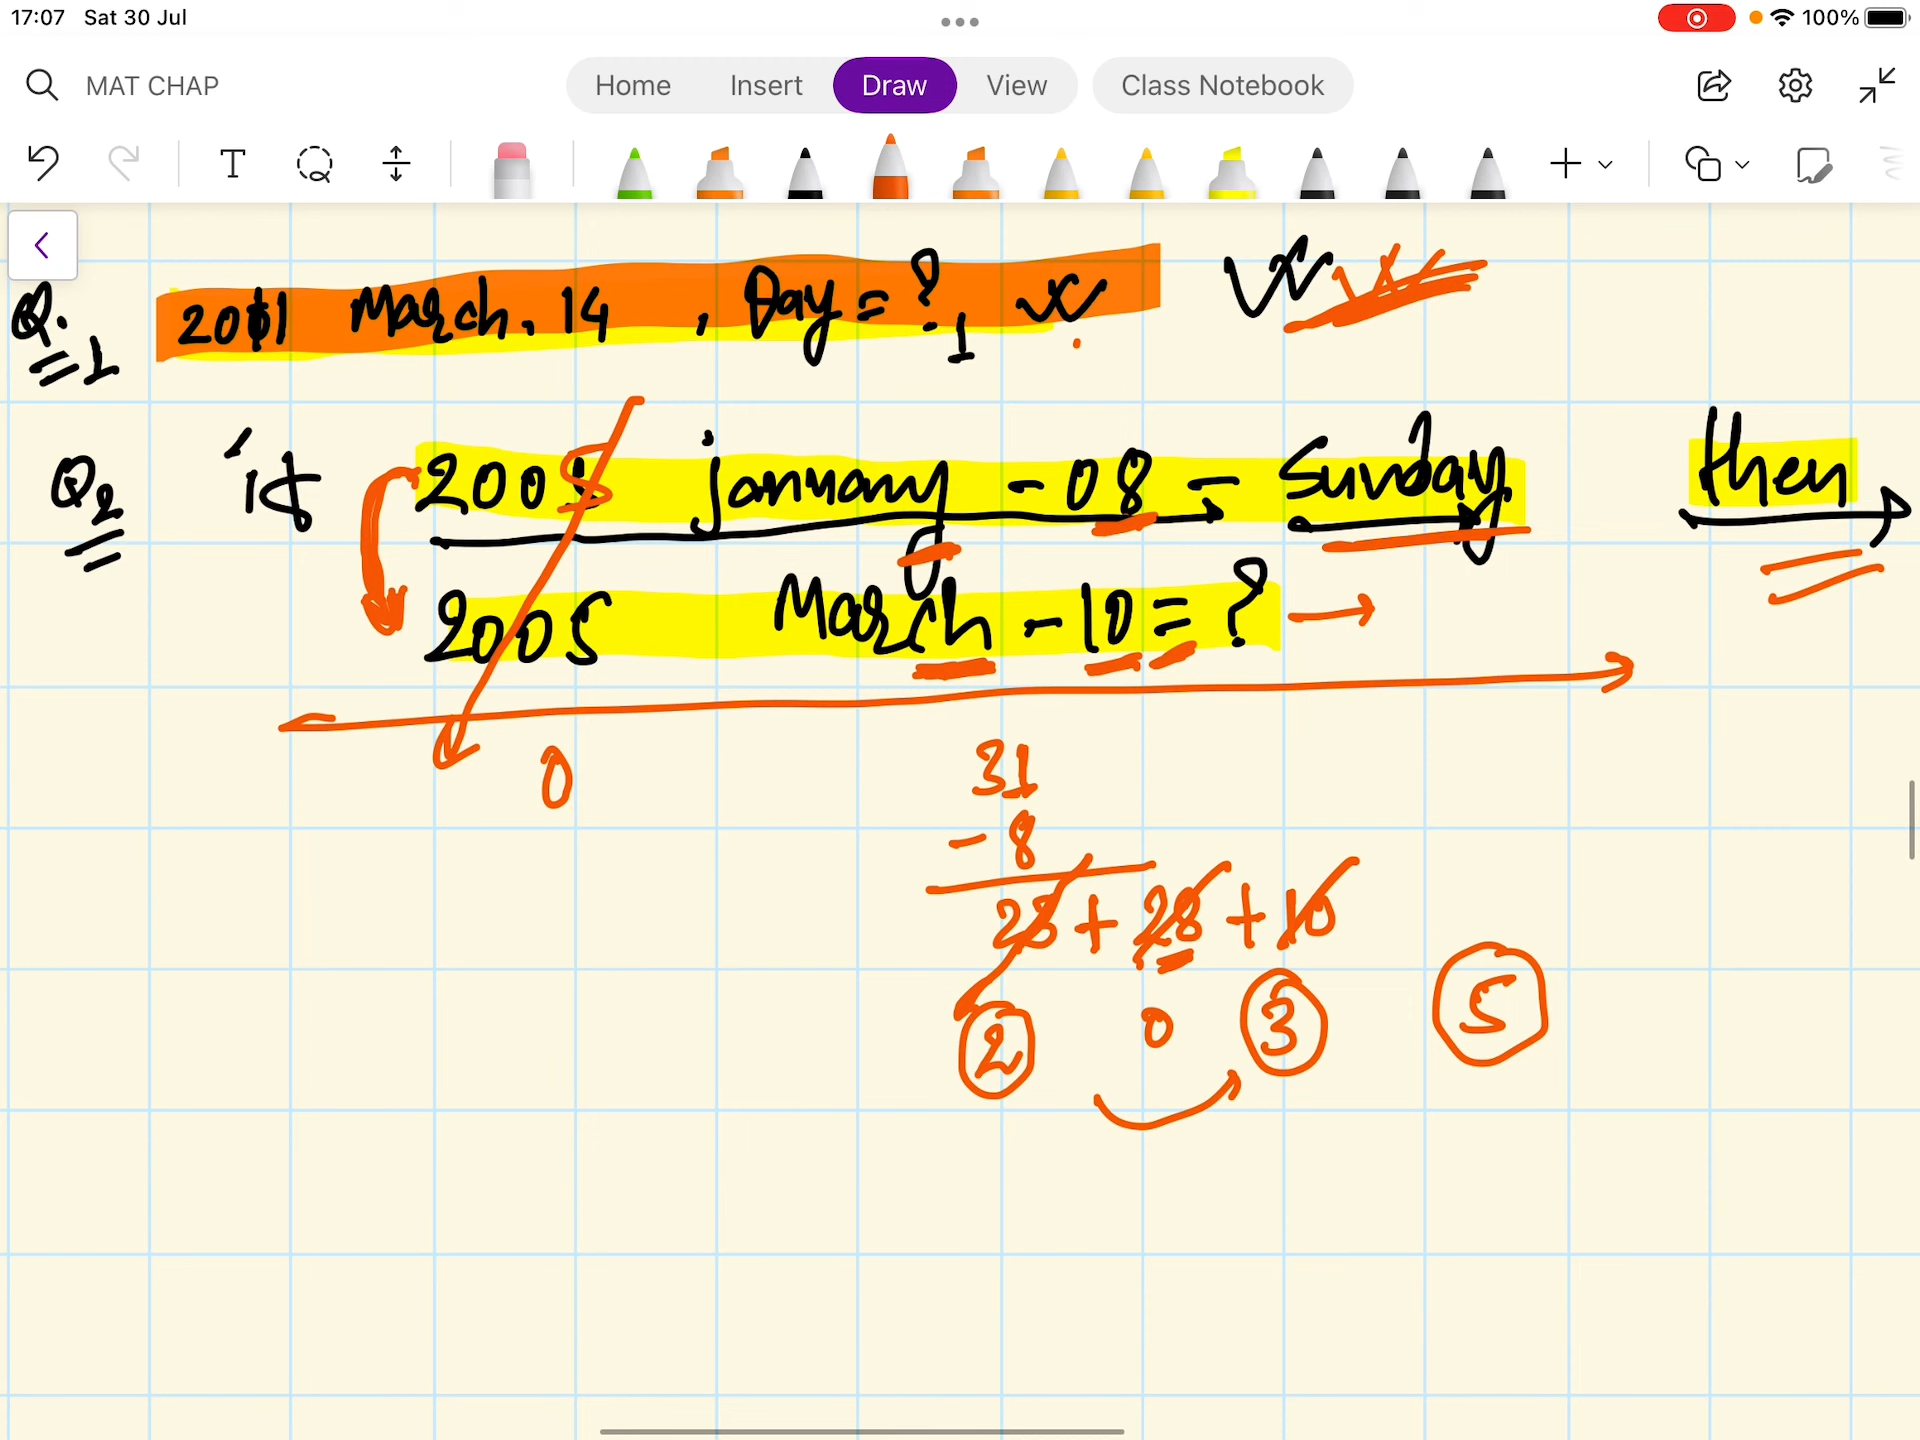 17:07 Sat 30 Jul
100%
MAT CHAP
Home Insert Draw View Class Notebook
T
Q.1 2011 March. 14 , Day = ? 1
Q2 if 2005 january - 08 - Sunday then
2005 March - 10 = ?
0
31
- 8
23 + 28 + 10
2 0 3 5